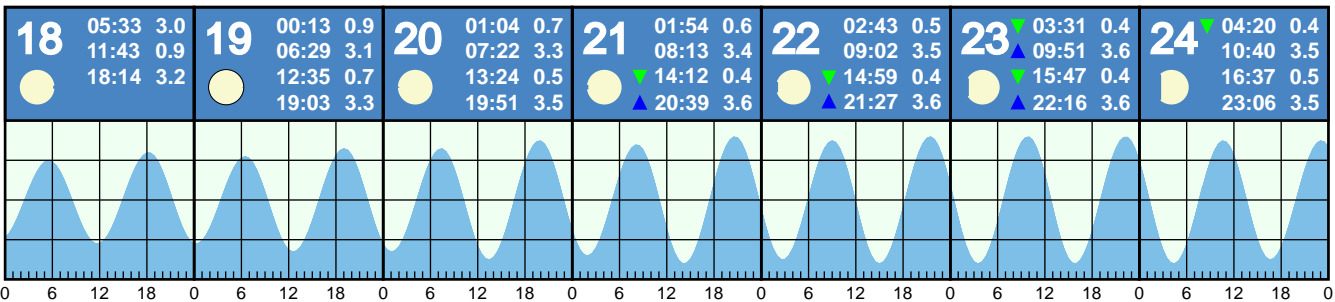 18
05:33 3.0
11:43 0.9
18:14 3.2
19
00:13 0.9
06:29 3.1
12:35 0.7
19:03 3.3
20
01:04 0.7
07:22 3.3
13:24 0.5
19:51 3.5
21
01:54 0.6
08:13 3.4
▼ 14:12 0.4
▲ 20:39 3.6
22
02:43 0.5
09:02 3.5
▼ 14:59 0.4
▲ 21:27 3.6
23
▼ 03:31 0.4
▲ 09:51 3.6
▼ 15:47 0.4
▲ 22:16 3.6
24
▼ 04:20 0.4
10:40 3.5
16:37 0.5
23:06 3.5
0 6 12 18 0 6 12 18 0 6 12 18 0 6 12 18 0 6 12 18 0 6 12 18 0 6 12 18 0